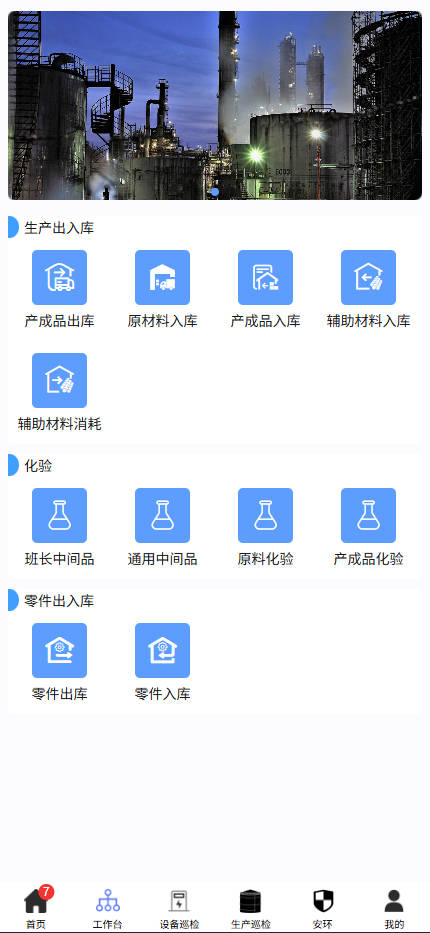 生产出入库
产成品出库 原材料入库 产成品入库 辅助材料入库
辅助材料消耗
化验
班长中间品 通用中间品 原料化验 产成品化验
零件出入库
零件出库 零件入库
7
首页 工作台 设备巡检 生产巡检 安环 我的